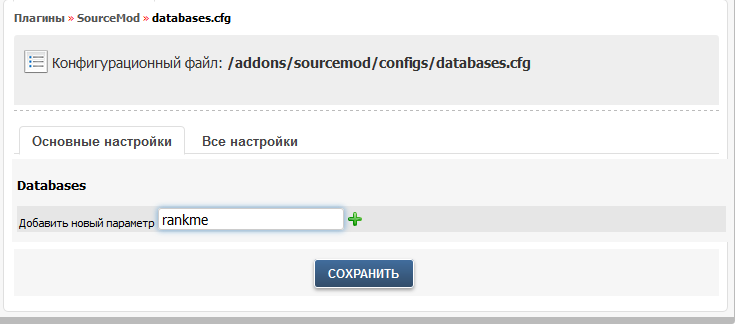 Плагины » SourceMod » databases.cfg
Конфигурационный файл: /addons/sourcemod/configs/databases.cfg
Основные настройки Все настройки
Databases
Добавить новый параметр rankme
СОХРАНИТЬ